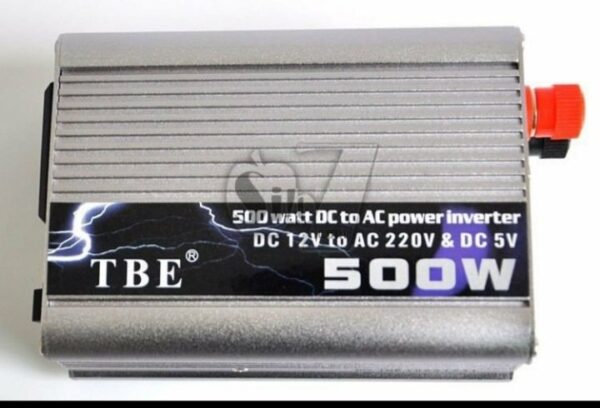 500 watt DC to AC power inverter
DC 12V to AC 220V & DC 5V
TBE®
500W